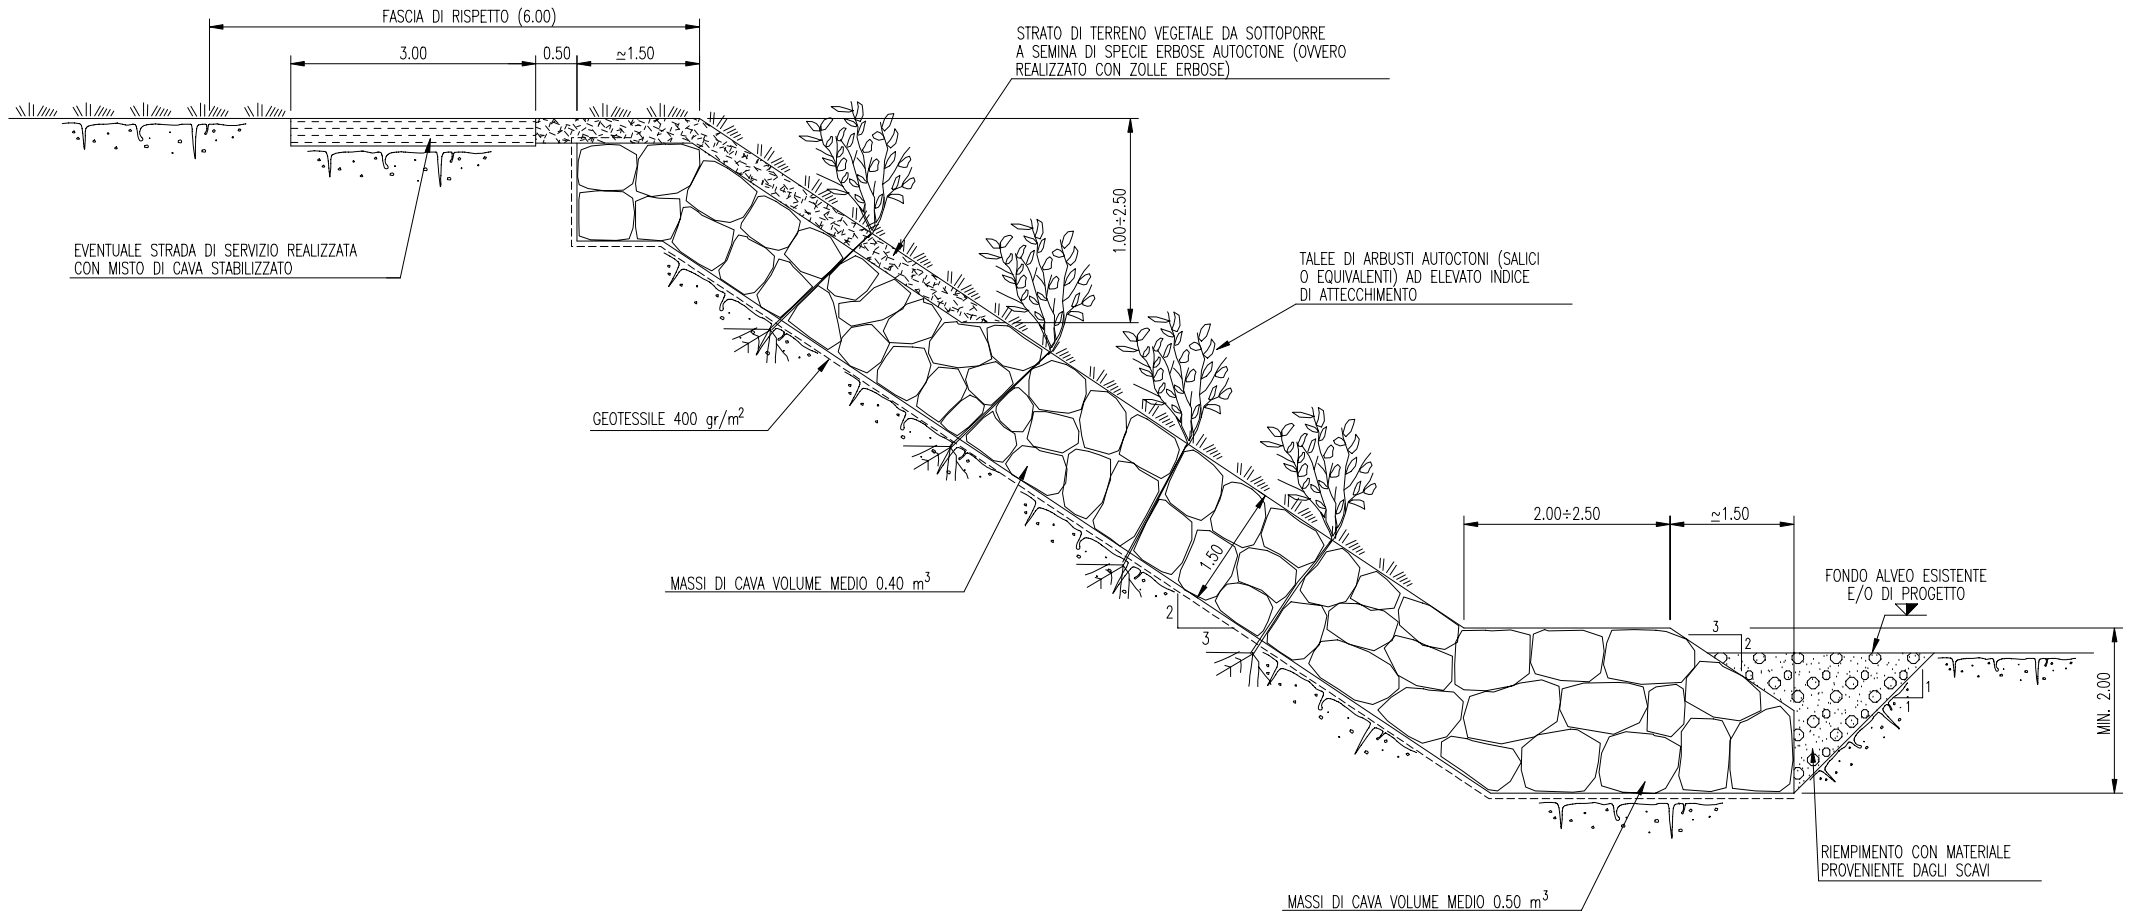 FASCIA DI RISPETTO (6.00)
3.00
0.50
≃1.50
STRATO DI TERRENO VEGETALE DA SOTTOPORRE
A SEMINA DI SPECIE ERBOSE AUTOCTONE (OVVERO
REALIZZATO CON ZOLLE ERBOSE)
1.00÷2.50
EVENTUALE STRADA DI SERVIZIO REALIZZATA
CON MISTO DI CAVA STABILIZZATO
TALEE DI ARBUSTI AUTOCTONI (SALICI
O EQUIVALENTI) AD ELEVATO INDICE
DI ATTECCHIMENTO
GEOTESSILE 400 gr/m²
1.50
MASSI DI CAVA VOLUME MEDIO 0.40 m³
2
3
2.00÷2.50
≃1.50
FONDO ALVEO ESISTENTE
E/O DI PROGETTO
3
2
1
1
MIN. 2.00
RIEMPIMENTO CON MATERIALE
PROVENIENTE DAGLI SCAVI
MASSI DI CAVA VOLUME MEDIO 0.50 m³